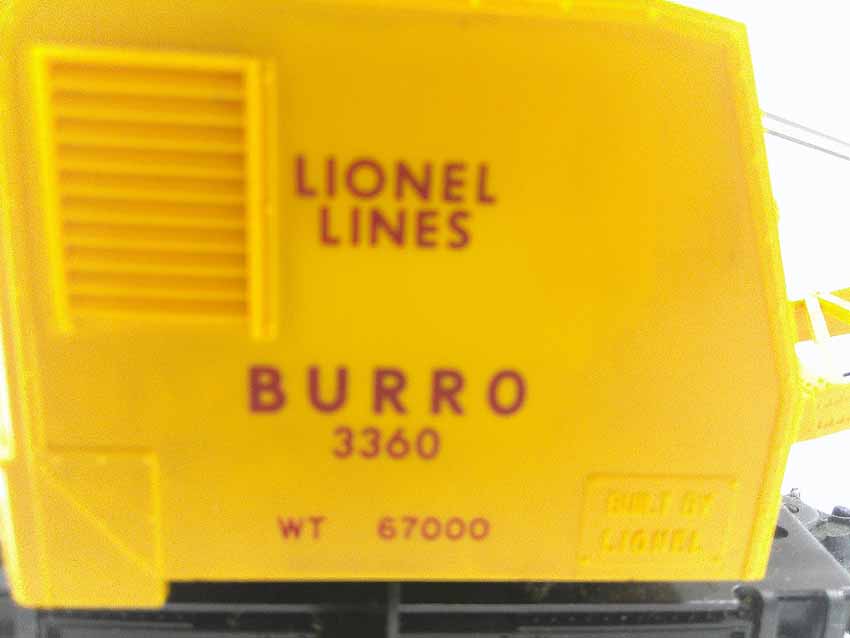 LIONEL
LINES
BURRO
3360
WT 67000
BUILT BY
LIONEL